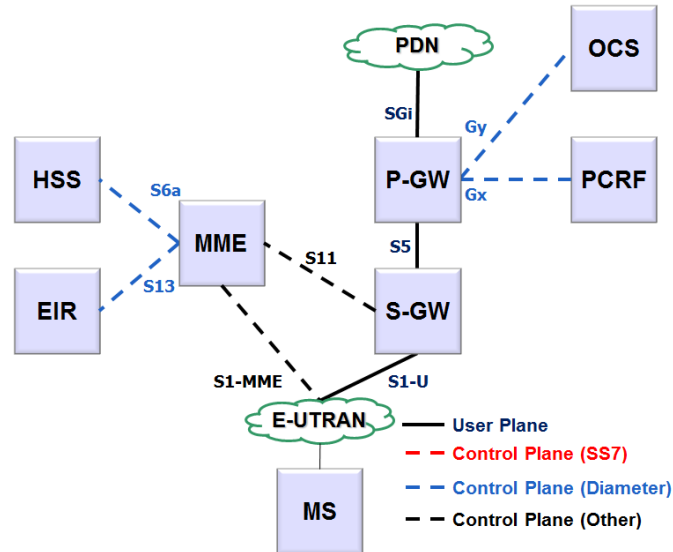 PDN
OCS
SGi
Gy
HSS
P-GW
PCRF
S6a
Gx
MME
S5
S11
S13
EIR
S-GW
S1-MME
S1-U
E-UTRAN
User Plane
Control Plane (SS7)
Control Plane (Diameter)
MS
Control Plane (Other)